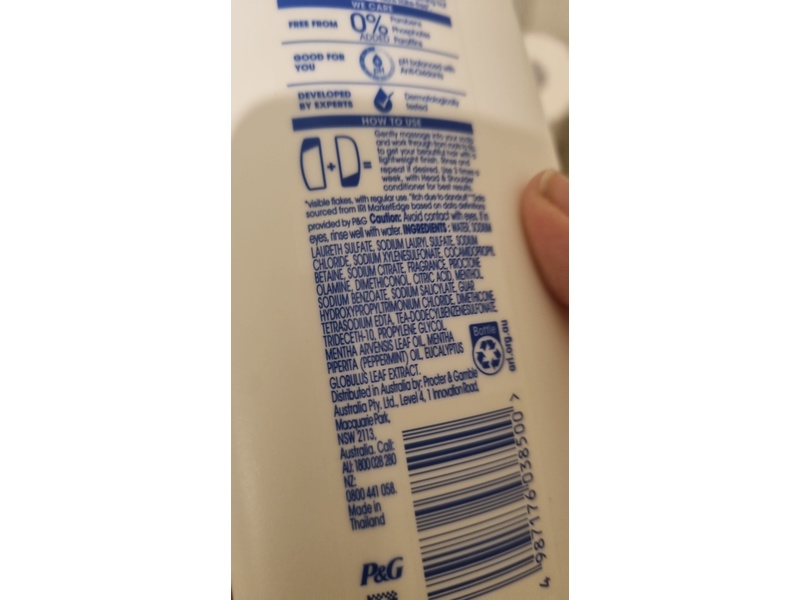 WE CARE
FREE FROM
0%
ADDED
Parabens
Phosphates
Paraffins
GOOD FOR
YOU
pH
pH balanced with
Anti-Oxidants
DEVELOPED
BY EXPERTS
Dermatologically
tested
HOW TO USE
+ =
Gently massage into your scalp
and work through from roots to tip
to get your beautiful hair with a
lightweight finish. Rinse and
repeat if desired. Use 3 times a
week, with Head & Shoulder
conditioner for best results.
*visible flakes, with regular use. ^Itch due to dandruff
sourced from IRI MarketEdge based on data definitions
provided by P&G Caution: Avoid contact with eyes. If in
eyes, rinse well with water. INGREDIENTS : WATER, SODIUM
LAURETH SULFATE, SODIUM LAURYL SULFATE, SODIUM
CHLORIDE, SODIUM XYLENESULFONATE, COCAMIDOPROPYL
BETAINE, SODIUM CITRATE, FRAGRANCE, PIROCTONE
OLAMINE, DIMETHICONOL, CITRIC ACID, MENTHOL
SODIUM BENZOATE, SODIUM SALICYLATE, GUAR
HYDROXYPROPYLTRIMONIUM CHLORIDE, DIMETHICONE
TETRASODIUM EDTA, TEA-DODECYLBENZENESULFONATE,
TRIDECETH-10, PROPYLENE GLYCOL
MENTHA ARVENSIS LEAF OIL, MENTHA
PIPERITA (PEPPERMINT) OIL EUCALYPTUS
GLOBULUS LEAF EXTRACT.
Bottle
arl.org.au
Distributed in Australia by: Procter & Gamble
Australia Pty. Ltd., Level 4, 1 Innovation Road,
Macquarie Park,
NSW 2113,
Australia. Call:
AU: 1800 028 280
NZ:
0800 441 058.
Made in
Thailand
P&G
4 987176 038500 >